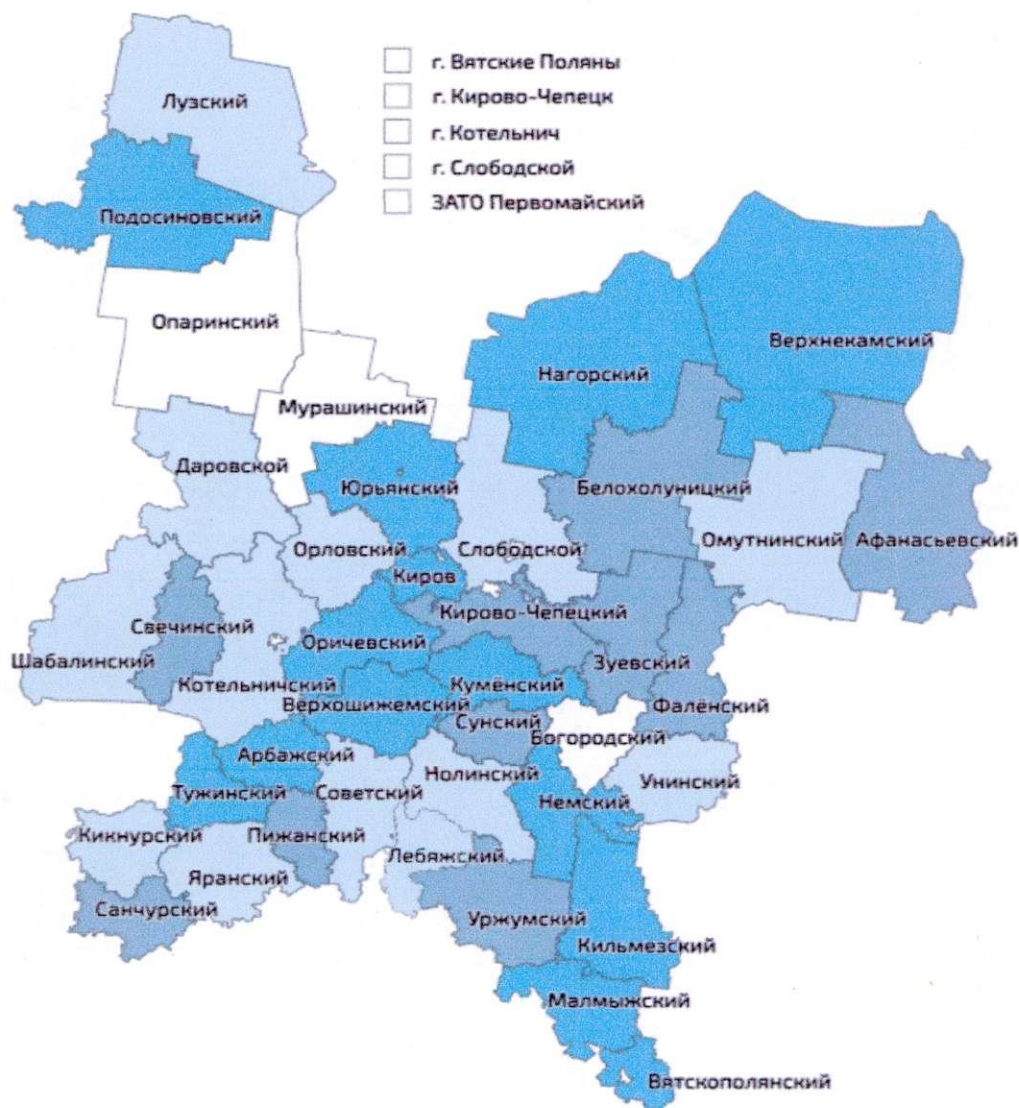 г. Вятские Поляны
г. Кирово-Чепецк
г. Котельнич
г. Слободской
ЗАТО Первомайский
Лузский
Подосиновский
Опаринский
Мурашинский
Нагорский
Верхнекамский
Даровской
Юрьянский
Белохолуницкий
Орловский
Слободской
Омутнинский
Афанасьевский
Киров
Кирово-Чепецкий
Свечинский
Оричевский
Шабалинский
Зуевский
Котельничский
Кумёнский
Верхошижемский
Фалёнский
Сунский
Богородский
Арбажский
Нолинский
Унинский
Тужинский
Советский
Немский
Кикнурский
Пижанский
Лебяжский
Яранский
Санчурский
Уржумский
Кильмезский
Малмыжский
Вятскополянский